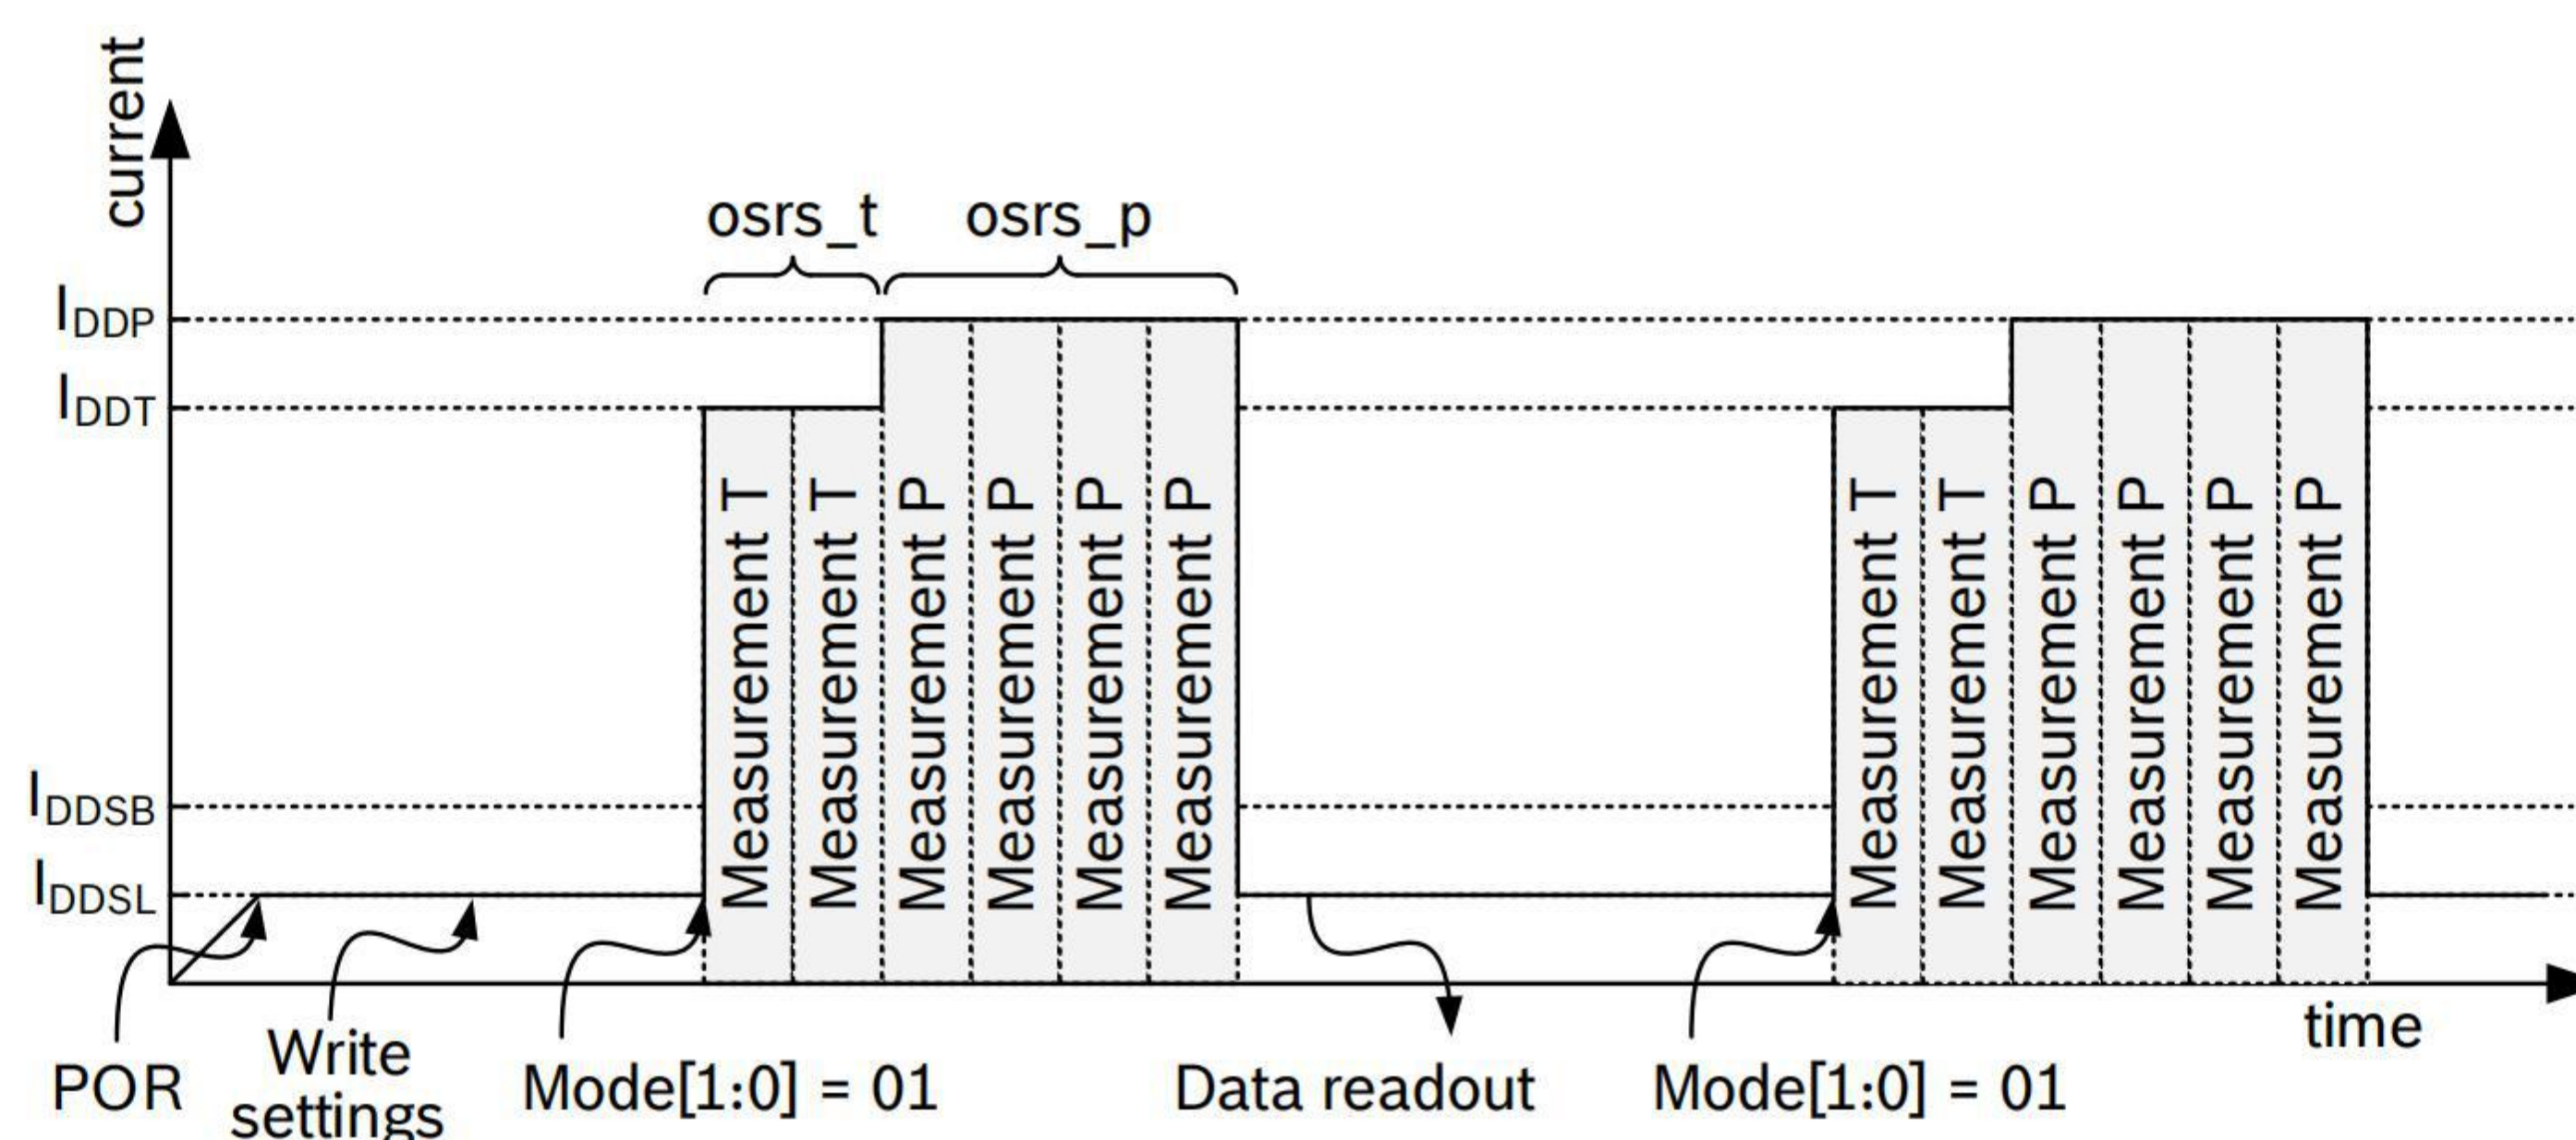 current
osrs_t
osrs_p
IDDP
IDDT
IDDSB
IDDSL
Measurement T
Measurement T
Measurement P
Measurement P
Measurement P
Measurement P
Measurement T
Measurement T
Measurement P
Measurement P
Measurement P
Measurement P
time
POR
Write
settings
Mode[1:0] = 01
Data readout
Mode[1:0] = 01